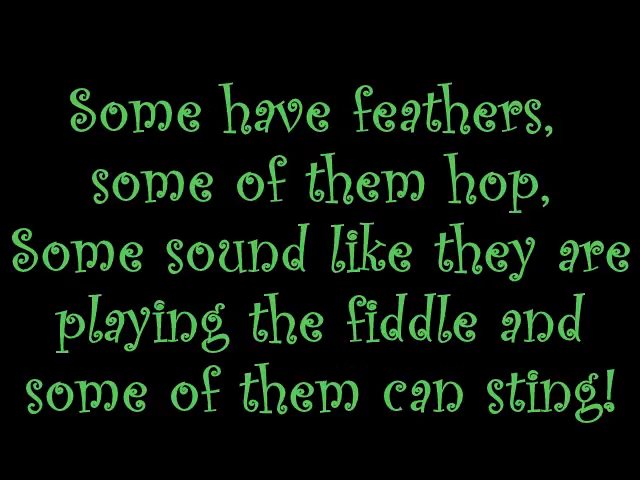 Some have feathers,
some of them hop,
Some sound like they are
playing the fiddle and
some of them can sting!